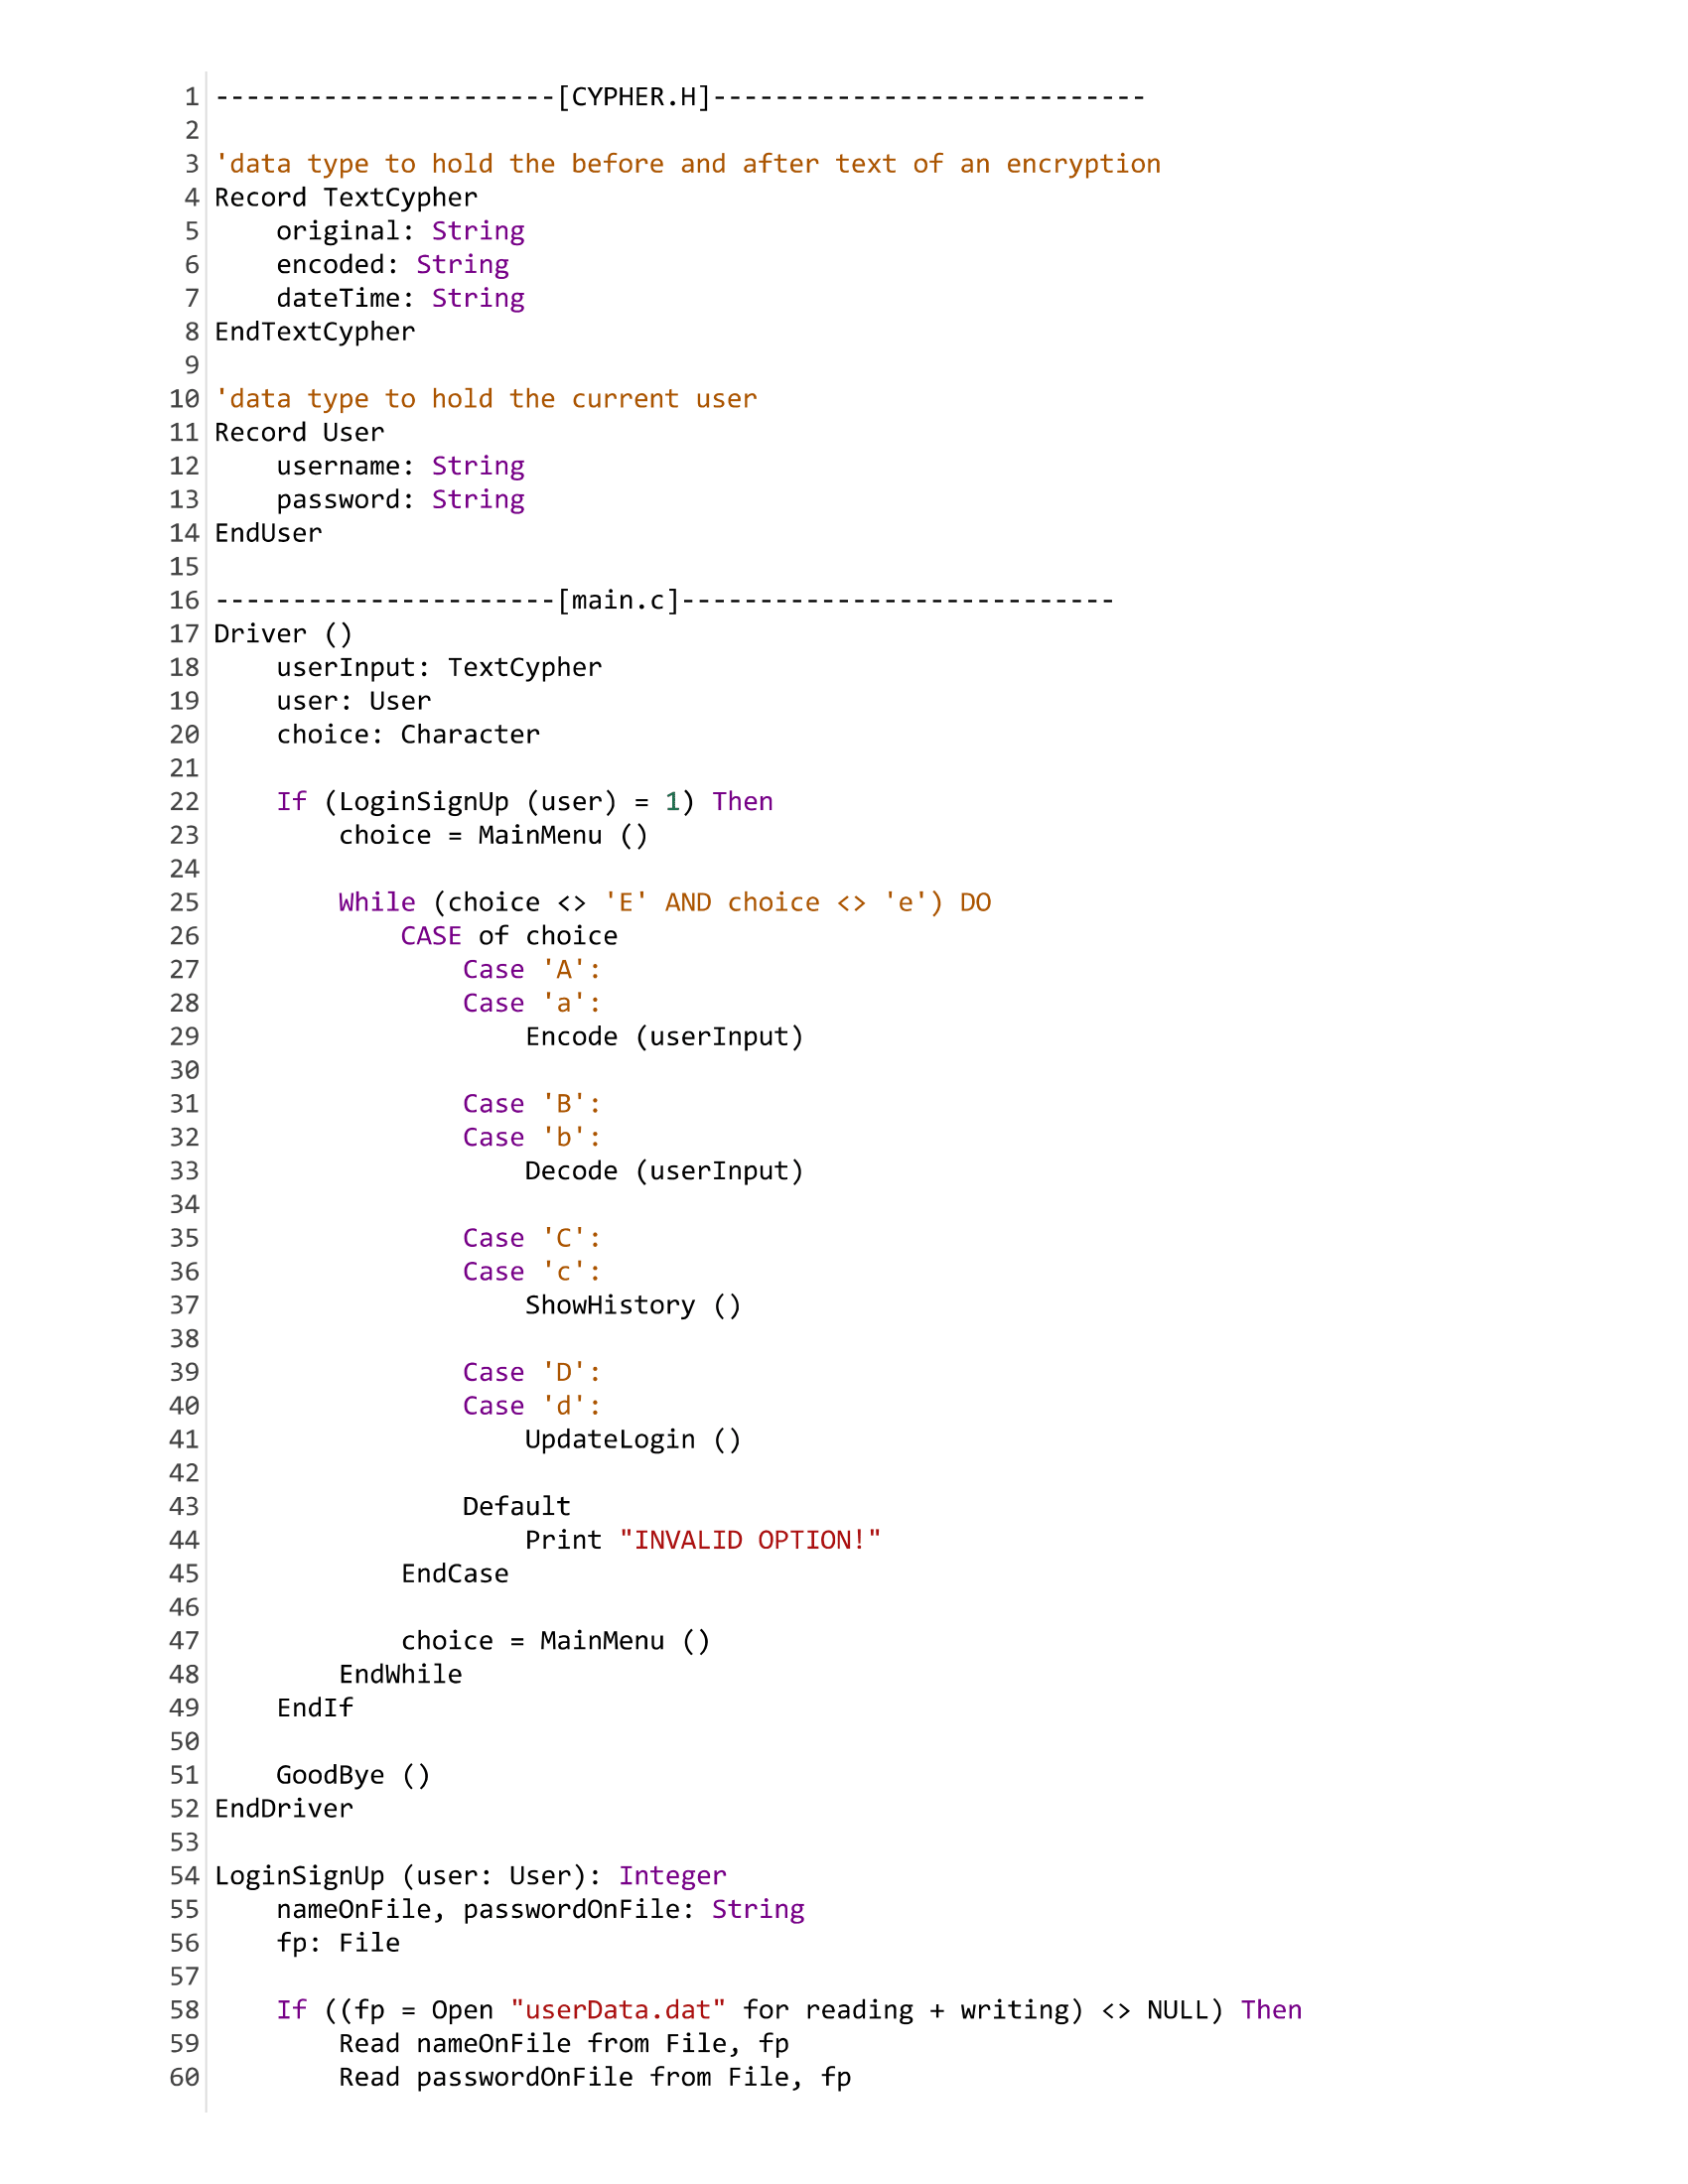 1 ----------------------[CYPHER.H]----------------------------
2
3 'data type to hold the before and after text of an encryption
4 Record TextCypher
5     original: String
6     encoded: String
7     dateTime: String
8 EndTextCypher
9
10 'data type to hold the current user
11 Record User
12     username: String
13     password: String
14 EndUser
15
16 ----------------------[main.c]----------------------------
17 Driver ()
18     userInput: TextCypher
19     user: User
20     choice: Character
21
22     If (LoginSignUp (user) = 1) Then
23         choice = MainMenu ()
24
25         While (choice <> 'E' AND choice <> 'e') DO
26             CASE of choice
27                 Case 'A':
28                 Case 'a':
29                     Encode (userInput)
30
31                 Case 'B':
32                 Case 'b':
33                     Decode (userInput)
34
35                 Case 'C':
36                 Case 'c':
37                     ShowHistory ()
38
39                 Case 'D':
40                 Case 'd':
41                     UpdateLogin ()
42
43                 Default
44                     Print "INVALID OPTION!"
45             EndCase
46
47             choice = MainMenu ()
48         EndWhile
49     EndIf
50
51     GoodBye ()
52 EndDriver
53
54 LoginSignUp (user: User): Integer
55     nameOnFile, passwordOnFile: String
56     fp: File
57
58     If ((fp = Open "userData.dat" for reading + writing) <> NULL) Then
59         Read nameOnFile from File, fp
60         Read passwordOnFile from File, fp